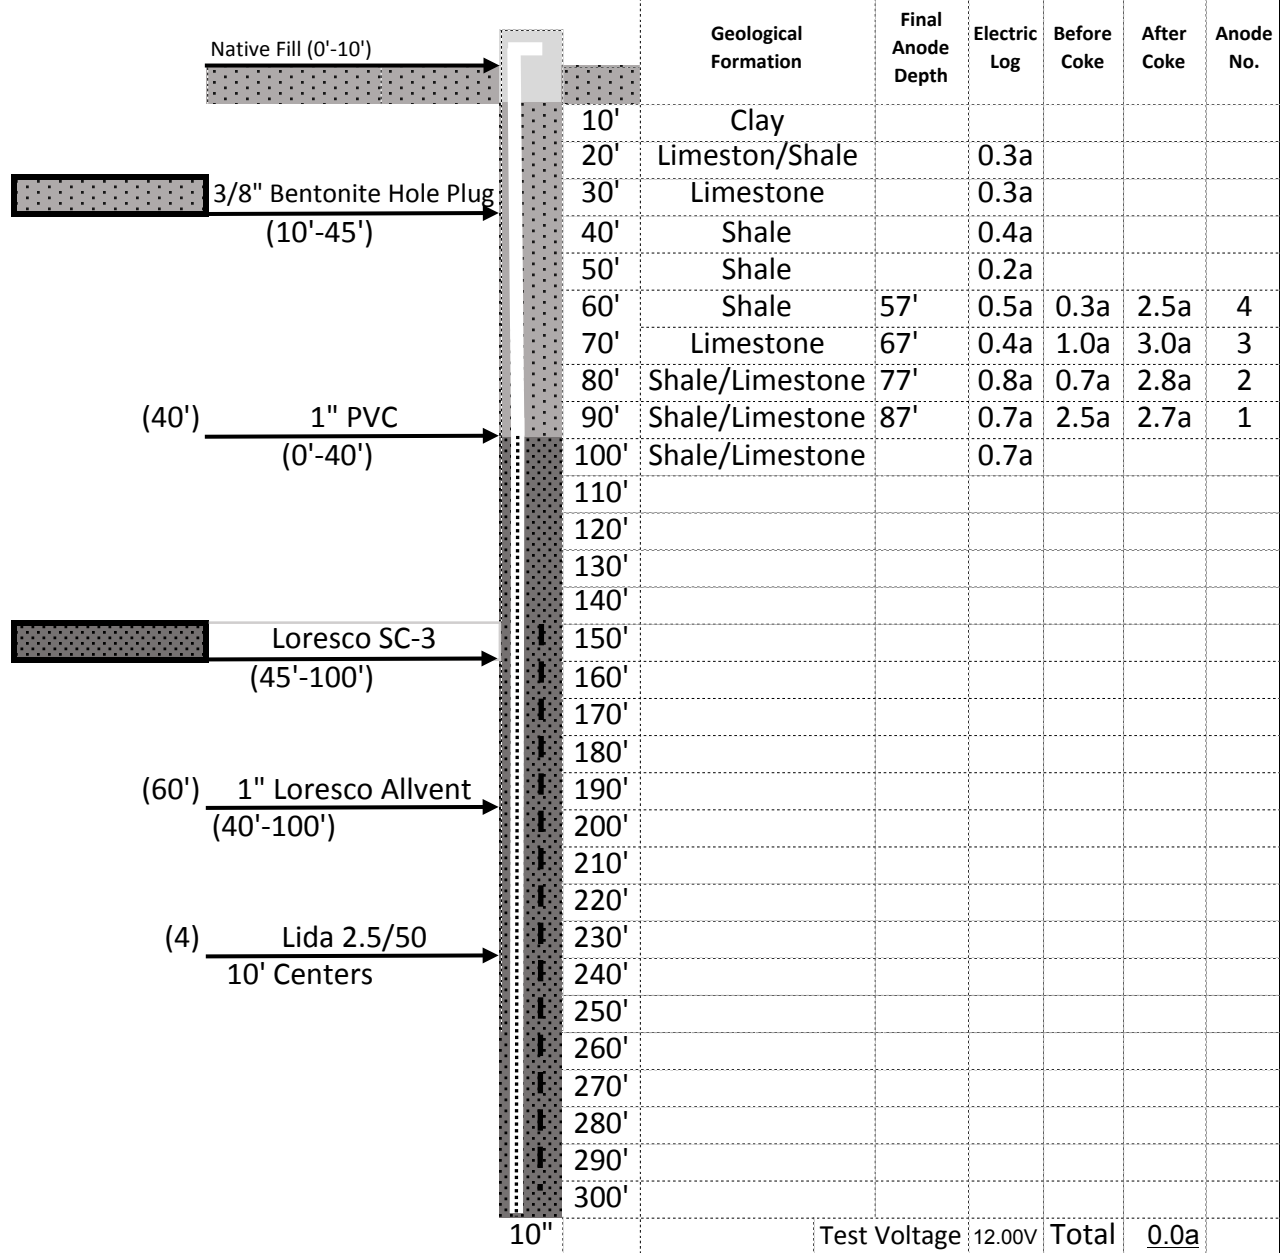 Geological Formation Final Anode Depth Electric Log Before Coke After Coke Anode No.
Native Fill (0'-10')
10' Clay
20' Limeston/Shale 0.3a
3/8" Bentonite Hole Plug
30' Limestone 0.3a
(10'-45')
40' Shale 0.4a
50' Shale 0.2a
60' Shale 57' 0.5a 0.3a 2.5a 4
70' Limestone 67' 0.4a 1.0a 3.0a 3
80' Shale/Limestone 77' 0.8a 0.7a 2.8a 2
(40') 1" PVC
90' Shale/Limestone 87' 0.7a 2.5a 2.7a 1
(0'-40')
100' Shale/Limestone 0.7a
110'
120'
130'
140'
Loresco SC-3
150'
(45'-100')
160'
170'
180'
(60') 1" Loresco Allvent
190'
(40'-100')
200'
210'
220'
(4) Lida 2.5/50
230'
10' Centers
240'
250'
260'
270'
280'
290'
300'
10" Test Voltage 12.00V Total 0.0a